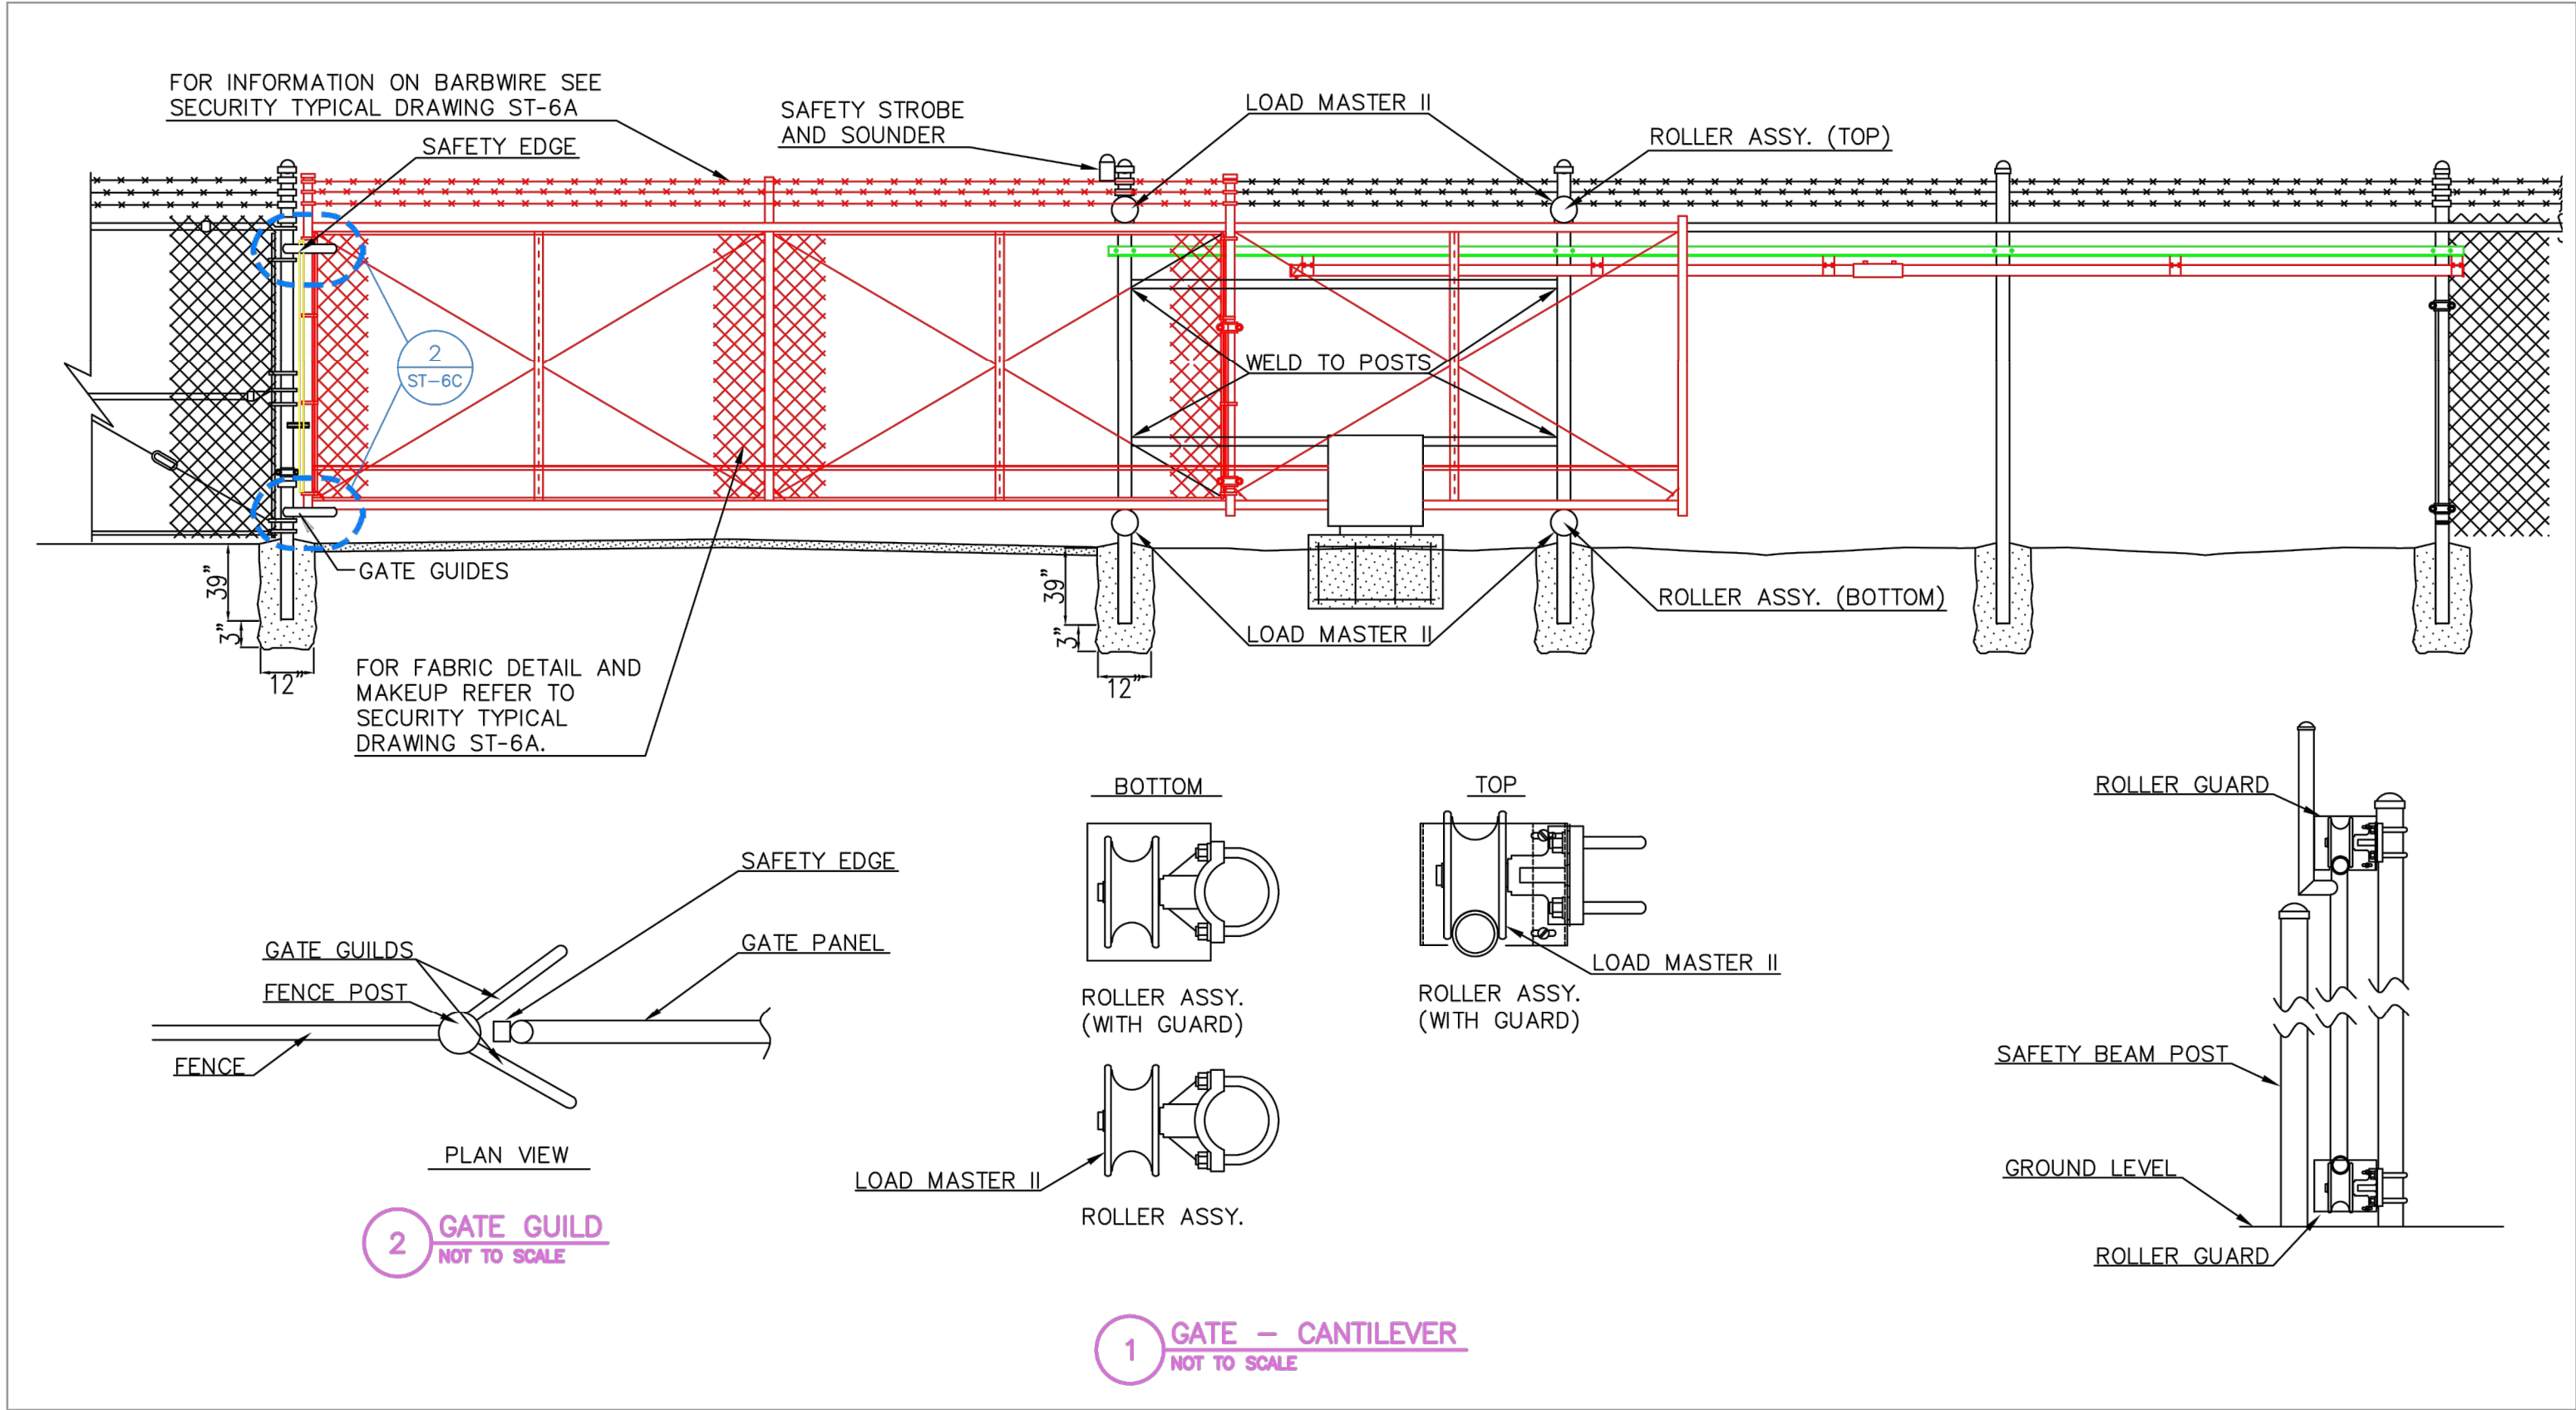 FOR INFORMATION ON BARBWIRE SEE
SECURITY TYPICAL DRAWING ST-6A
SAFETY EDGE
SAFETY STROBE
AND SOUNDER
LOAD MASTER II
ROLLER ASSY. (TOP)
2
ST-6C
WELD TO POSTS
GATE GUIDES
39"
3"
12"
39"
3"
12"
LOAD MASTER II
ROLLER ASSY. (BOTTOM)
FOR FABRIC DETAIL AND
MAKEUP REFER TO
SECURITY TYPICAL
DRAWING ST-6A.
SAFETY EDGE
GATE GUILDS
GATE PANEL
FENCE POST
FENCE
PLAN VIEW
2
GATE GUILD
NOT TO SCALE
BOTTOM
ROLLER ASSY.
(WITH GUARD)
LOAD MASTER II
ROLLER ASSY.
TOP
LOAD MASTER II
ROLLER ASSY.
(WITH GUARD)
1
GATE - CANTILEVER
NOT TO SCALE
ROLLER GUARD
SAFETY BEAM POST
GROUND LEVEL
ROLLER GUARD